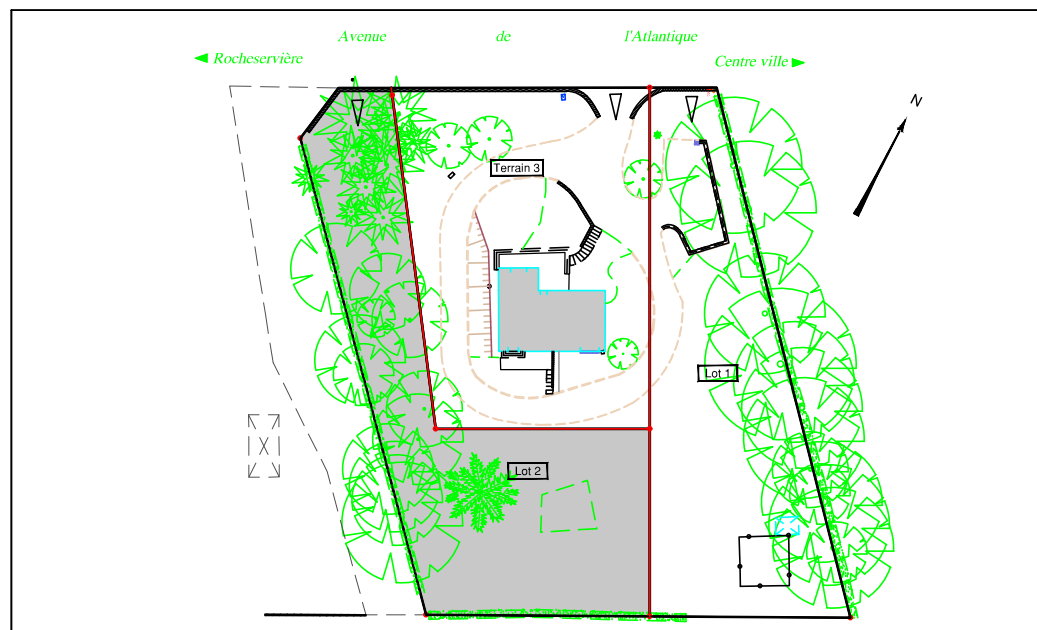 Avenue de l'Atlantique
Rocheservière
Centre ville
N
Terrain 3
Lot 1
Lot 2